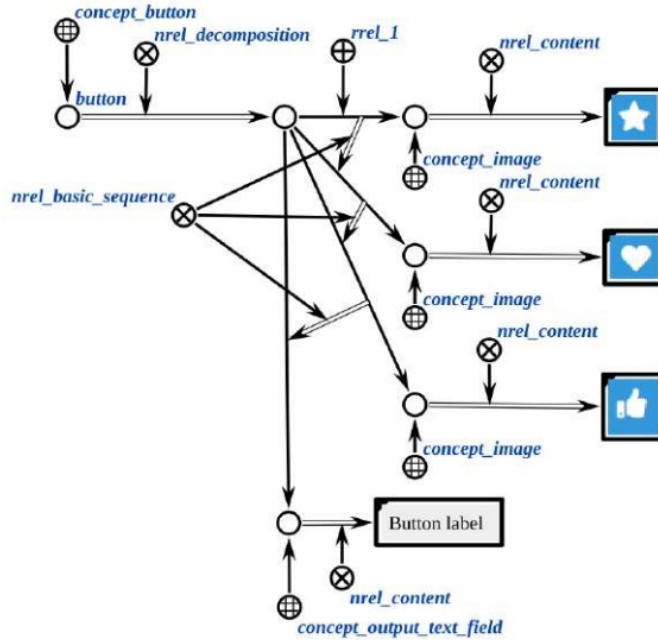 concept_button
nrel_decomposition
rrel_1
nrel_content
button
concept_image
nrel_content
nrel_basic_sequence
concept_image
nrel_content
concept_image
Button label
nrel_content
concept_output_text_field